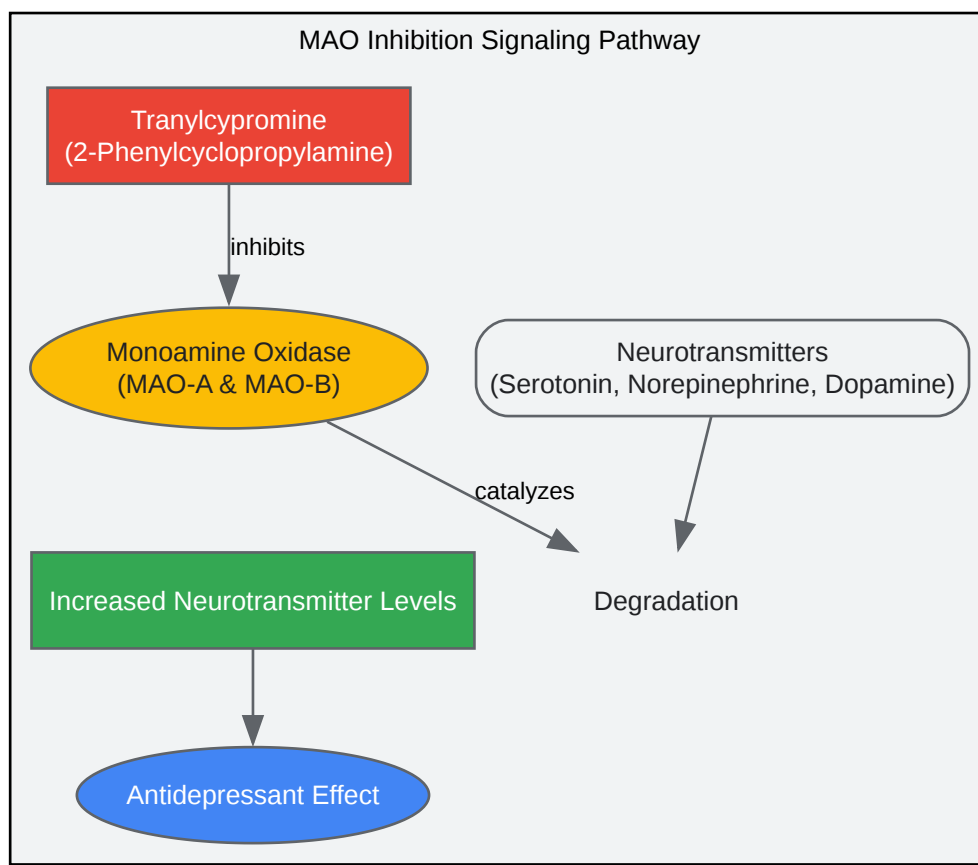 MAO Inhibition Signaling Pathway
Tranylcypromine
(2-Phenylcyclopropylamine)
inhibits
Monoamine Oxidase
(MAO-A & MAO-B)
Neurotransmitters
(Serotonin, Norepinephrine, Dopamine)
catalyzes
Increased Neurotransmitter Levels
Degradation
Antidepressant Effect